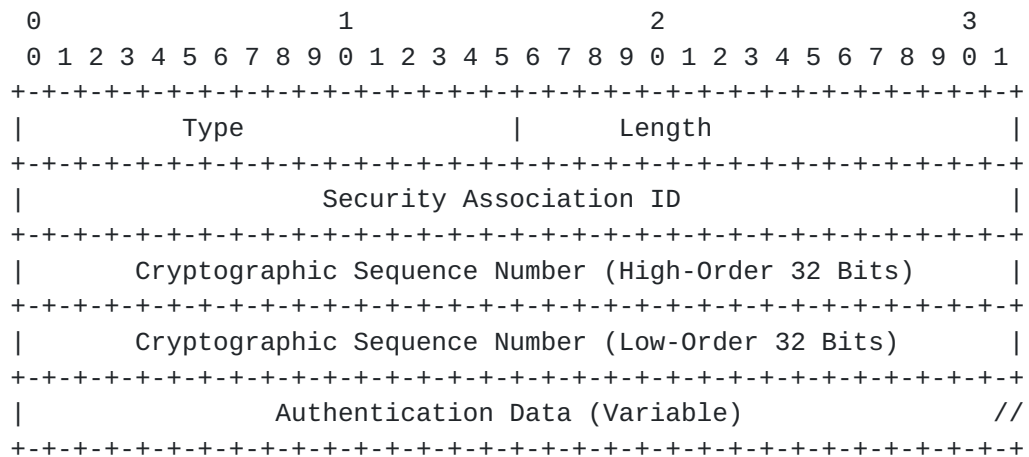 0                   1                   2                   3
 0 1 2 3 4 5 6 7 8 9 0 1 2 3 4 5 6 7 8 9 0 1 2 3 4 5 6 7 8 9 0 1
+-+-+-+-+-+-+-+-+-+-+-+-+-+-+-+-+-+-+-+-+-+-+-+-+-+-+-+-+-+-+-+-+
|          Type                 |      Length                   |
+-+-+-+-+-+-+-+-+-+-+-+-+-+-+-+-+-+-+-+-+-+-+-+-+-+-+-+-+-+-+-+-+
|                   Security Association ID                     |
+-+-+-+-+-+-+-+-+-+-+-+-+-+-+-+-+-+-+-+-+-+-+-+-+-+-+-+-+-+-+-+-+
|       Cryptographic Sequence Number (High-Order 32 Bits)      |
+-+-+-+-+-+-+-+-+-+-+-+-+-+-+-+-+-+-+-+-+-+-+-+-+-+-+-+-+-+-+-+-+
|       Cryptographic Sequence Number (Low-Order 32 Bits)       |
+-+-+-+-+-+-+-+-+-+-+-+-+-+-+-+-+-+-+-+-+-+-+-+-+-+-+-+-+-+-+-+-+
|                Authentication Data (Variable)                //
+-+-+-+-+-+-+-+-+-+-+-+-+-+-+-+-+-+-+-+-+-+-+-+-+-+-+-+-+-+-+-+-+